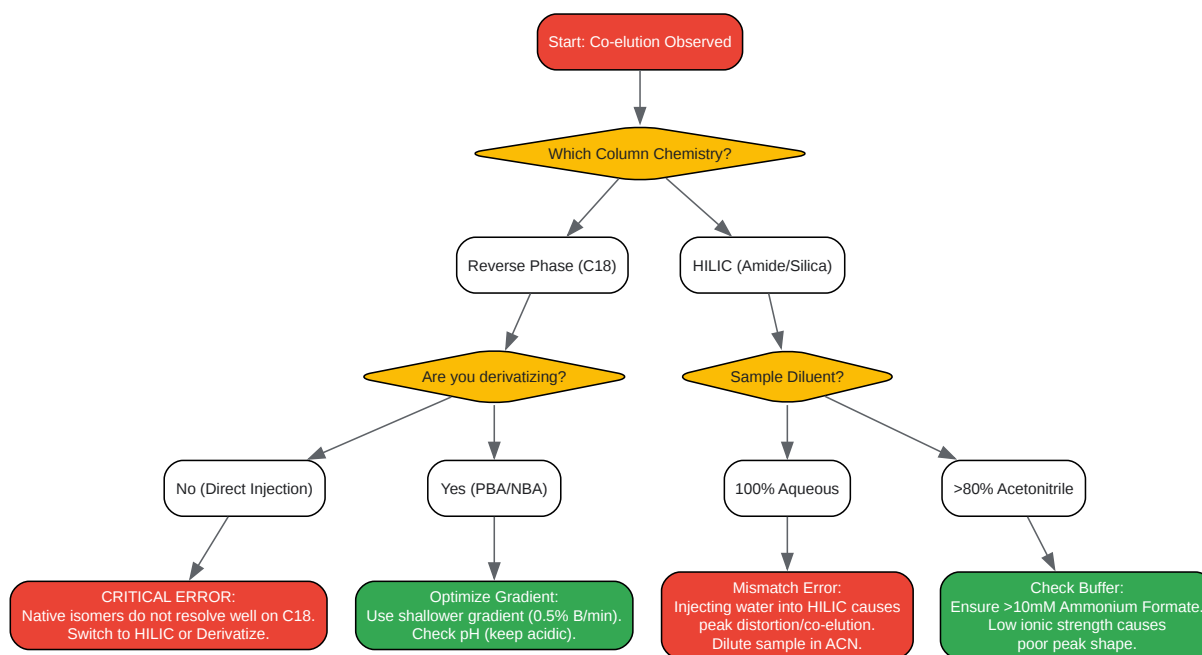 Start: Co-elution Observed
Which Column Chemistry?
Reverse Phase (C18)
HILIC (Amide/Silica)
Are you derivatizing?
Sample Diluent?
No (Direct Injection)
Yes (PBA/NBA)
100% Aqueous
>80% Acetonitrile
CRITICAL ERROR:
Native isomers do not resolve well on C18.
Switch to HILIC or Derivatize.
Optimize Gradient:
Use shallower gradient (0.5% B/min).
Check pH (keep acidic).
Mismatch Error:
Injecting water into HILIC causes
peak distortion/co-elution.
Dilute sample in ACN.
Check Buffer:
Ensure >10mM Ammonium Formate.
Low ionic strength causes
poor peak shape.